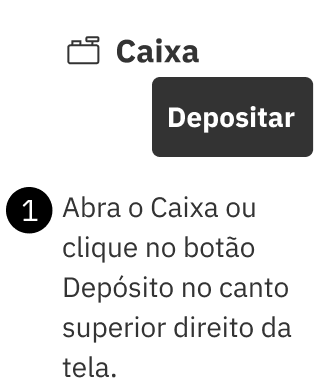 Caixa
Depositar
1 Abra o Caixa ou
clique no botão
Depósito no canto
superior direito da
tela.